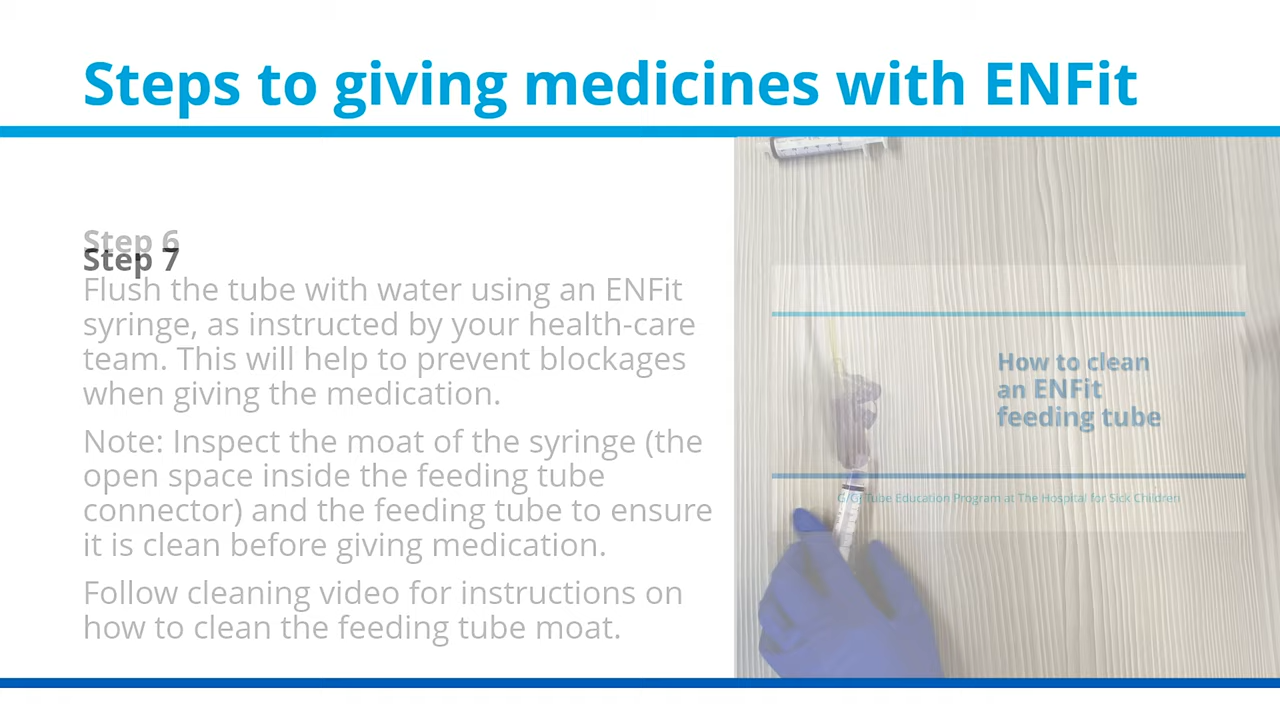 Steps to giving medicines with ENFit
Step 6
Step 7
Flush the tube with water using an ENFit
syringe, as instructed by your health-care
team. This will help to prevent blockages
when giving the medication.
Note: Inspect the moat of the syringe (the
open space inside the feeding tube
connector) and the feeding tube to ensure
it is clean before giving medication.
Follow cleaning video for instructions on
how to clean the feeding tube moat.
How to clean
an ENFit
feeding tube
G/GJ Tube Education Program at The Hospital for Sick Children